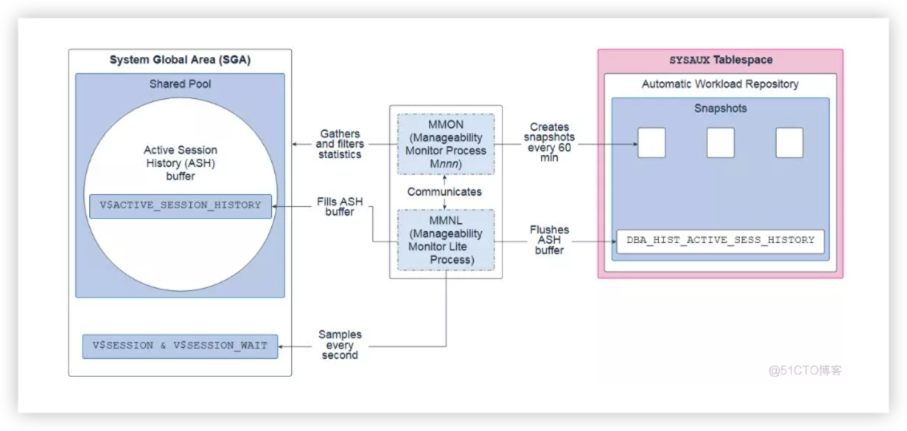 System Global Area (SGA)
Shared Pool
Active Session
History (ASH)
buffer
V$ACTIVE_SESSION_HISTORY
V$SESSION & V$SESSION_WAIT
Gathers
and filters
statistics
Fills ASH
buffer
Samples
every
second
MMON
(Manageability
Monitor Process
Mnnn)
Communicates
MMNL
(Manageability
Monitor Lite
Process)
Creates
snapshots
every 60
min
Flushes
ASH
buffer
SYSAUX Tablespace
Automatic Workload Repository
Snapshots
DBA_HIST_ACTIVE_SESS_HISTORY
@51CTO博客